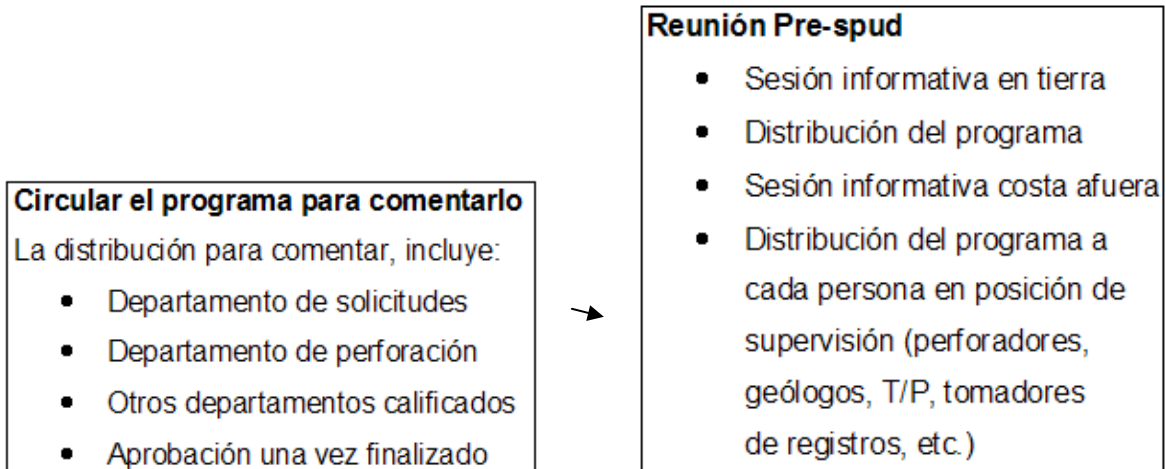 Circular el programa para comentarlo
La distribución para comentar, incluye:
• Departamento de solicitudes
• Departamento de perforación
• Otros departamentos calificados
• Aprobación una vez finalizado
Reunión Pre-spud
• Sesión informativa en tierra
• Distribución del programa
• Sesión informativa costa afuera
• Distribución del programa a
cada persona en posición de
supervisión (perforadores,
geólogos, T/P, tomadores
de registros, etc.)